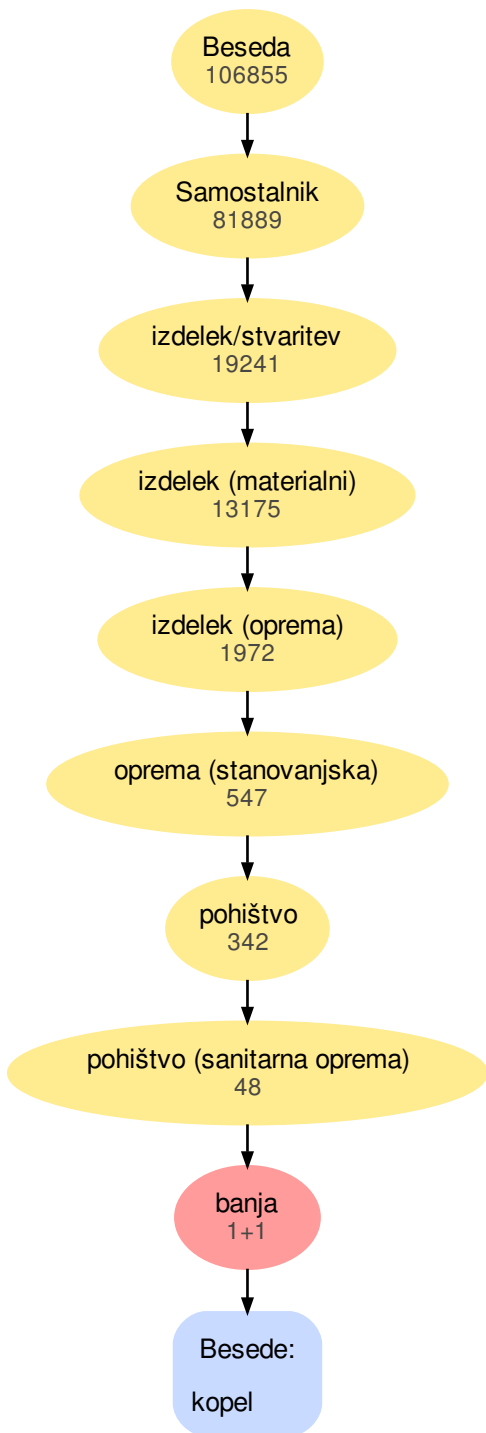 Beseda
106855
Samostalnik
81889
izdelek/stvaritev
19241
izdelek (materialni)
13175
izdelek (oprema)
1972
oprema (stanovanjska)
547
pohištvo
342
pohištvo (sanitarna oprema)
48
banja
1+1
Besede:
kopel